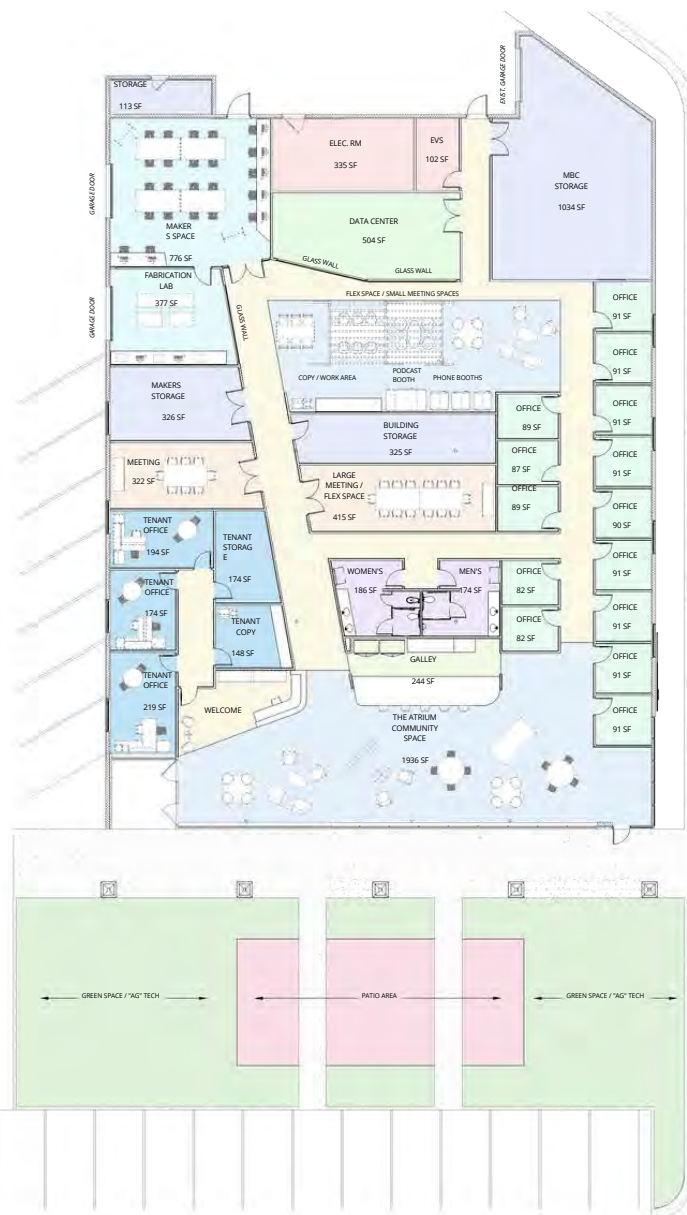 STORAGE
113 SF
EXIST. GARAGE DOOR
ELEC. RM
335 SF
EVS
102 SF
MBC
STORAGE
1034 SF
GARAGE DOOR
MAKER
S SPACE
776 SF
DATA CENTER
504 SF
GLASS WALL
GLASS WALL
FABRICATION
LAB
377 SF
GARAGE DOOR
GLASS WALL
FLEX SPACE / SMALL MEETING SPACES
COPY / WORK AREA
PODCAST
BOOTH
PHONE BOOTHS
OFFICE
91 SF
OFFICE
91 SF
OFFICE
91 SF
OFFICE
91 SF
OFFICE
90 SF
OFFICE
91 SF
OFFICE
91 SF
OFFICE
91 SF
OFFICE
91 SF
MAKERS
STORAGE
326 SF
BUILDING
STORAGE
325 SF
OFFICE
89 SF
OFFICE
87 SF
OFFICE
89 SF
MEETING
322 SF
LARGE
MEETING /
FLEX SPACE
415 SF
TENANT
OFFICE
194 SF
TENANT
STORAG
E
174 SF
TENANT
OFFICE
174 SF
WOMEN'S
186 SF
MEN'S
174 SF
OFFICE
82 SF
OFFICE
82 SF
TENANT
COPY
148 SF
TENANT
OFFICE
219 SF
WELCOME
GALLEY
244 SF
THE ATRIUM
COMMUNITY
SPACE
1936 SF
GREEN SPACE / "AG" TECH
PATIO AREA
GREEN SPACE / "AG" TECH